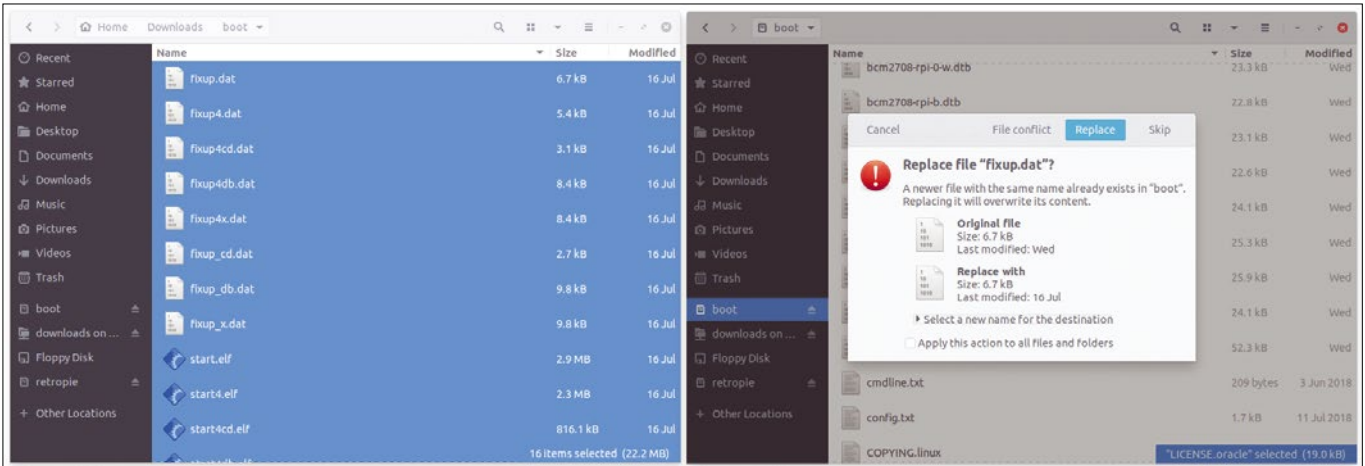 Home Downloads boot
Recent
Starred
Home
Desktop
Documents
Downloads
Music
Pictures
Videos
Trash
boot
downloads on ...
Floppy Disk
retropie
+ Other Locations
Name Size Modified
fixup.dat 6.7 kB 16 Jul
fixup4.dat 5.4 kB 16 Jul
fixup4cd.dat 3.1 kB 16 Jul
fixup4db.dat 8.4 kB 16 Jul
fixup4x.dat 8.4 kB 16 Jul
fixup_cd.dat 2.7 kB 16 Jul
fixup_db.dat 9.8 kB 16 Jul
fixup_x.dat 9.8 kB 16 Jul
start.elf 2.9 MB 16 Jul
start4.elf 2.3 MB 16 Jul
start4cd.elf 816.1 kB 16 Jul
16 items selected (22.2 MB)
boot
Recent
Starred
Home
Desktop
Documents
Downloads
Music
Pictures
Videos
Trash
boot
downloads on ...
Floppy Disk
retropie
+ Other Locations
Name Size Modified
bcm2708-rpi-0-w.dtb 23.3 kB Wed
bcm2708-rpi-b.dtb 22.8 kB Wed
23.1 kB Wed
22.6 kB Wed
24.1 kB Wed
25.3 kB Wed
25.9 kB Wed
24.1 kB Wed
52.3 kB Wed
cmdline.txt 209 bytes 3 Jun 2018
config.txt 1.7 kB 11 Jul 2018
COPYING.linux
"LICENSE.oracle" selected (19.0 kB)
Cancel File conflict Replace Skip
Replace file “fixup.dat”?
A newer file with the same name already exists in “boot”.
Replacing it will overwrite its content.
Original file
Size: 6.7 kB
Last modified: Wed
Replace with
Size: 6.7 kB
Last modified: 16 Jul
Select a new name for the destination
Apply this action to all files and folders